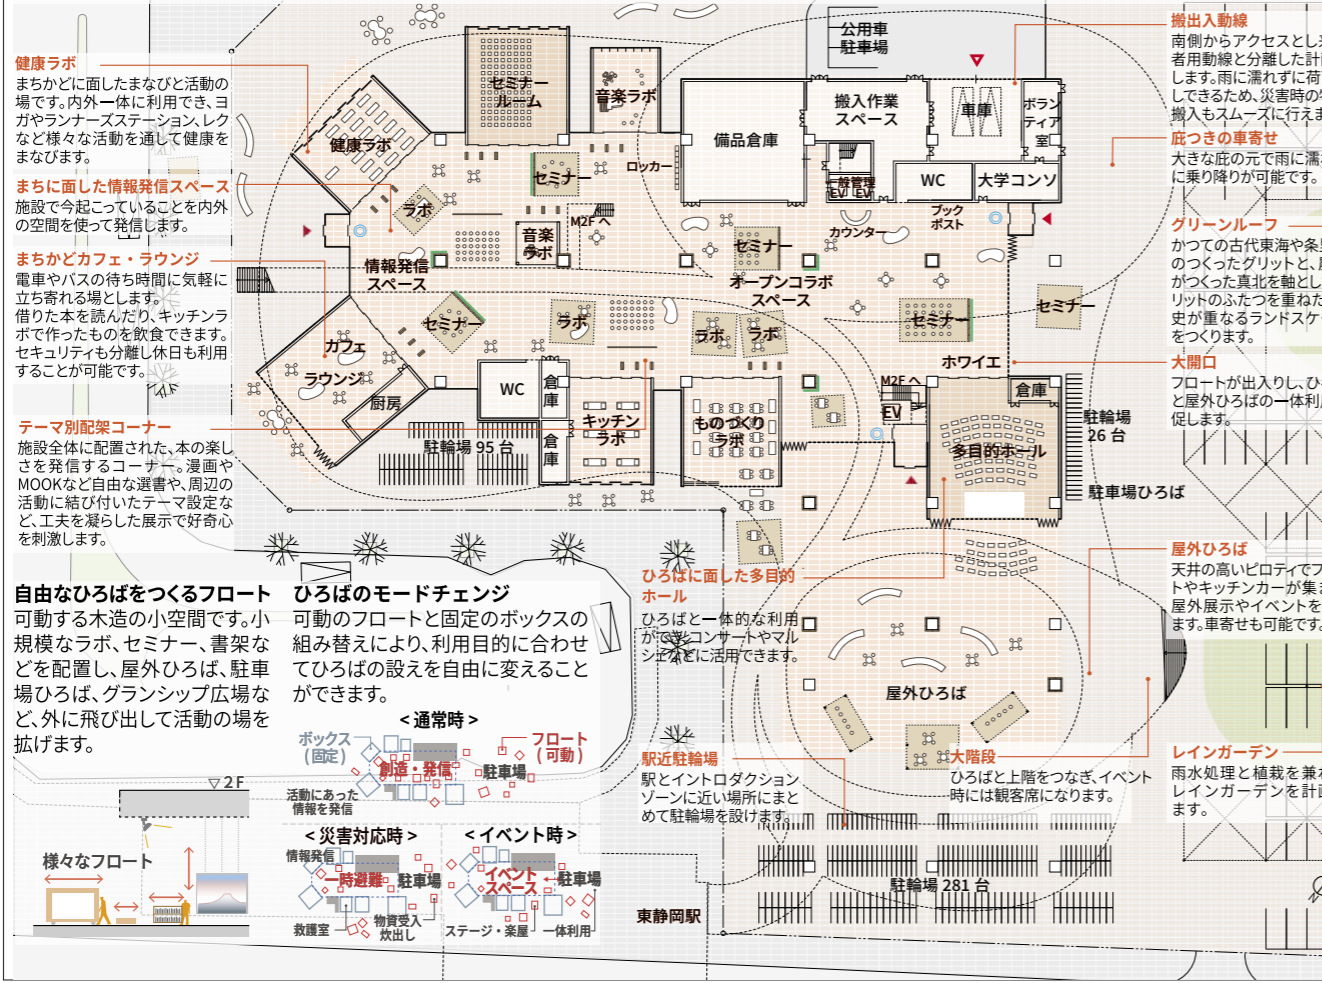 健康ラボ
まちかどに面したまなびと活動の
場です。内外一体に利用でき、ヨ
ガやランナーズステーション、レク
など様々な活動を通して健康を
まなびます。
まちに面した情報発信スペース
施設で今起こっていることを内外
の空間を使って発信します。
まちかどカフェ・ラウンジ
電車やバスの待ち時間に気軽に
立ち寄れる場とします。
借りた本を読んだり、キッチンラ
ボで作ったものを飲食できます。
セキュリティも分離し休日も利用
することが可能です。
テーマ別配架コーナー
施設全体に配置された、本の楽し
さを発信するコーナー。漫画や
MOOKなど自由な選書や、周辺の
活動に結び付いたテーマ設定な
ど、工夫を凝らした展示で好奇心
を刺激します。
健康ラボ
セミナー
ルーム
音楽ラボ
ロッカー
備品倉庫
公用車
駐車場
搬入作業
スペース
車庫
ボラン
ティア
室
一般管理
EV EV
WC
大学コンソ
セミナー
ラボ
音楽
ラボ
M2F へ
カウンター
ブック
ポスト
セミナー
情報発信
スペース
オープンコラボ
スペース
セミナー
ラボ
ラボ
ラボ
セミナー
セミナー
カフェ
ラウンジ
厨房
WC
倉庫
倉庫
キッチン
ラボ
ものづくり
ラボ
ホワイエ
M2F へ
EV
倉庫
多目的ホール
駐輪場 95 台
駐輪場
26 台
駐車場ひろば
搬出入動線
南側からアクセスとし
者用動線と分離した計
します。雨に濡れずに荷
しできるため、災害時の
搬入もスムーズに行えま
庇つきの車寄せ
大きな庇の元で雨に濡
に乗り降りが可能です。
グリーンルーフ
かつての古代東海や条
のつくったグリットと、
がつくった真北を軸とし
リットのふたつを重ねた
史が重なるランドスケ
をつくります。
大開口
フロートが出入りし、ひ
と屋外ひろばの一体利
促します。
屋外ひろば
天井の高いピロティでフ
トやキッチンカーが集ま
屋外展示やイベントを
ます。車寄せも可能です。
レインガーデン
雨水処理と植栽を兼ね
レインガーデンを計画
ます。
ひろばに面した多目的
ホール
ひろばと一体的な利用
ができ、コンサートやマル
シェなどに活用できます。
屋外ひろば
駅近駐輪場
駅とイントロダクション
ゾーンに近い場所にまと
めて駐輪場を設けます。
大階段
ひろばと上階をつなぎ、イベント
時には観客席になります。
駐輪場 281 台
東静岡駅
自由なひろばをつくるフロート
可動する木造の小空間です。小
規模なラボ、セミナー、書架な
どを配置し、屋外ひろば、駐車
場ひろば、グランシップ広場な
ど、外に飛び出して活動の場を
拡げます。
ひろばのモードチェンジ
可動のフロートと固定のボックスの
組み替えにより、利用目的に合わせ
てひろばの設えを自由に変えること
ができます。
▽2F
様々なフロート
< 通常時 >
ボックス
(固定)
フロート
(可動)
創造・発信
駐車場
活動にあった
情報を発信
< 災害対応時 >
情報発信
一時避難
駐車場
救護室
物資受入
炊出し
< イベント時 >
イベント
スペース
駐車場
ステージ・楽屋
一体利用